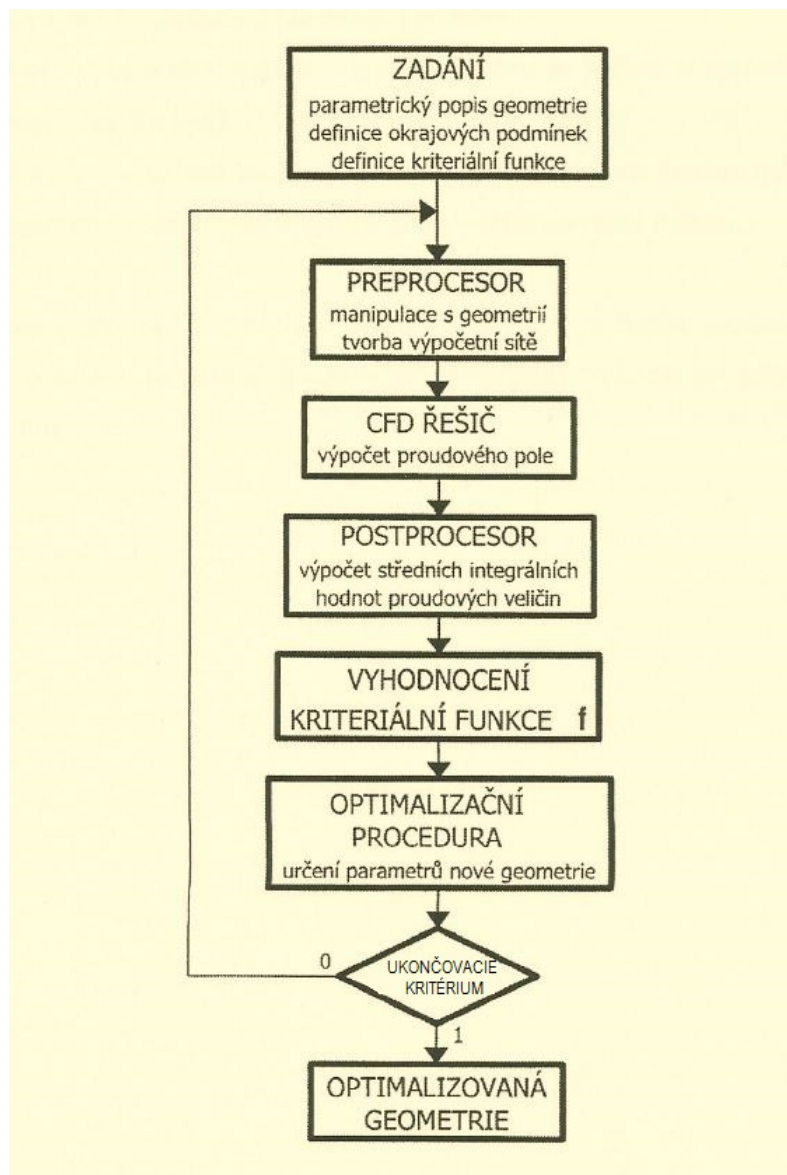 ZADÁNÍ
parametrický popis geometrie
definice okrajových podmínek
definice kriteriální funkce
PREPROCESOR
manipulace s geometrií
tvorba výpočetní sítě
CFD ŘEŠIČ
výpočet proudového pole
POSTPROCESOR
výpočet středních integrálních
hodnot proudových veličin
VYHODNOCENÍ
KRITERIÁLNÍ FUNKCE f
OPTIMALIZAČNÍ
PROCEDURA
určení parametrů nové geometrie
0
UKONČOVACIE
KRITÉRIUM
1
OPTIMALIZOVANÁ
GEOMETRIE